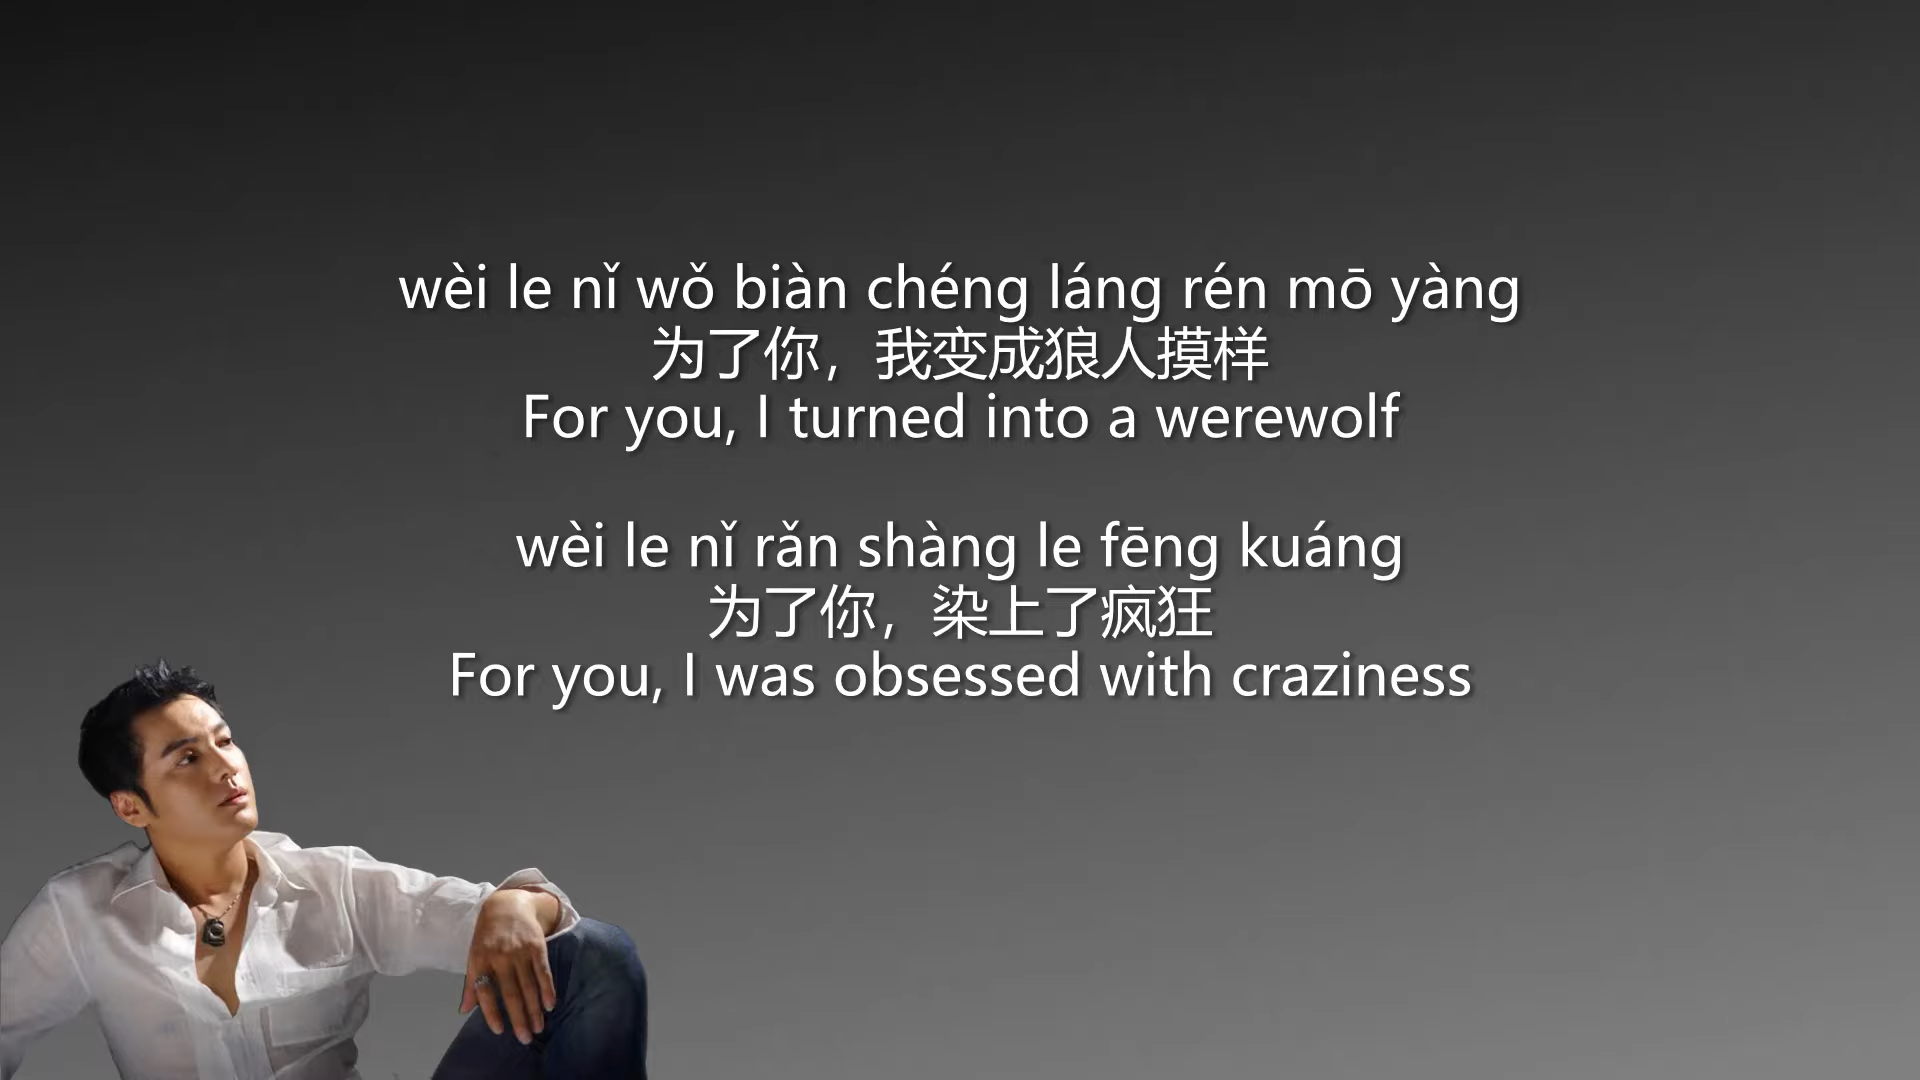 wèi le nǐ wǒ biàn chéng láng rén mō yàng
为了你，我变成狼人摸样
For you, I turned into a werewolf
wèi le nǐ rǎn shàng le fēng kuáng
为了你，染上了疯狂
For you, I was obsessed with craziness